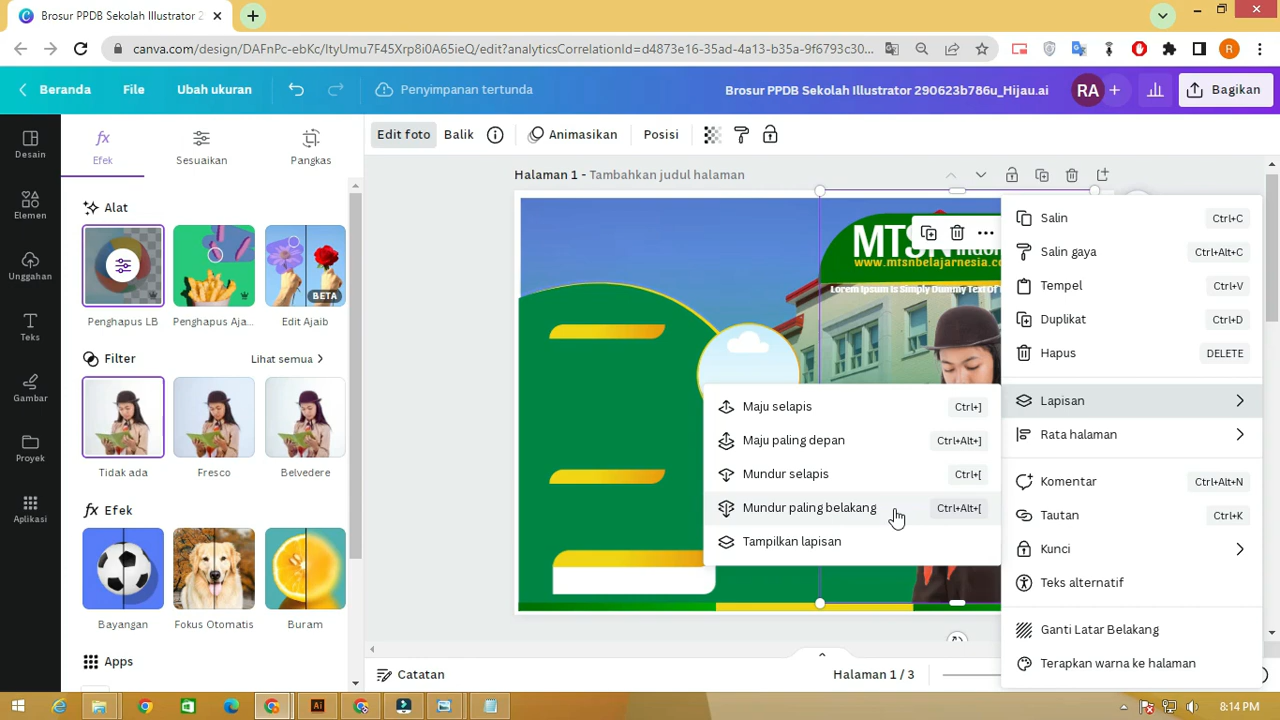 Brosur PPDB Sekolah Illustrator 2
canva.com/design/DAFnPc-ebKc/ItyUmu7F45Xrp8i0A65ieQ/edit?analyticsCorrelationId=d4873e16-35ad-4a13-b35a-9f6793c30...
R
Beranda
File
Ubah ukuran
Penyimpanan tertunda
Brosur PPDB Sekolah Illustrator 290623b786u_Hijau.ai
RA
Bagikan
Desain
Elemen
Unggahan
Teks
Gambar
Proyek
Aplikasi
Efek
Sesuaikan
Pangkas
Alat
BETA
Penghapus LB
Penghapus Aja...
Edit Ajaib
Filter
Lihat semua
Tidak ada
Fresco
Belvedere
Efek
Bayangan
Fokus Otomatis
Buram
Apps
Edit foto
Balik
Animasikan
Posisi
Halaman 1 - Tambahkan judul halaman
MTSN Indon
www.mtsnbelajarnesia.co
Lorem Ipsum Is Simply Dummy Text Of
Maju selapis Ctrl+]
Maju paling depan Ctrl+Alt+]
Mundur selapis Ctrl+[
Mundur paling belakang Ctrl+Alt+[
Tampilkan lapisan
Salin Ctrl+C
Salin gaya Ctrl+Alt+C
Tempel Ctrl+V
Duplikat Ctrl+D
Hapus DELETE
Lapisan
Rata halaman
Komentar Ctrl+Alt+N
Tautan Ctrl+K
Kunci
Teks alternatif
Ganti Latar Belakang
Terapkan warna ke halaman
Catatan
Halaman 1 / 3
Ai
8:14 PM